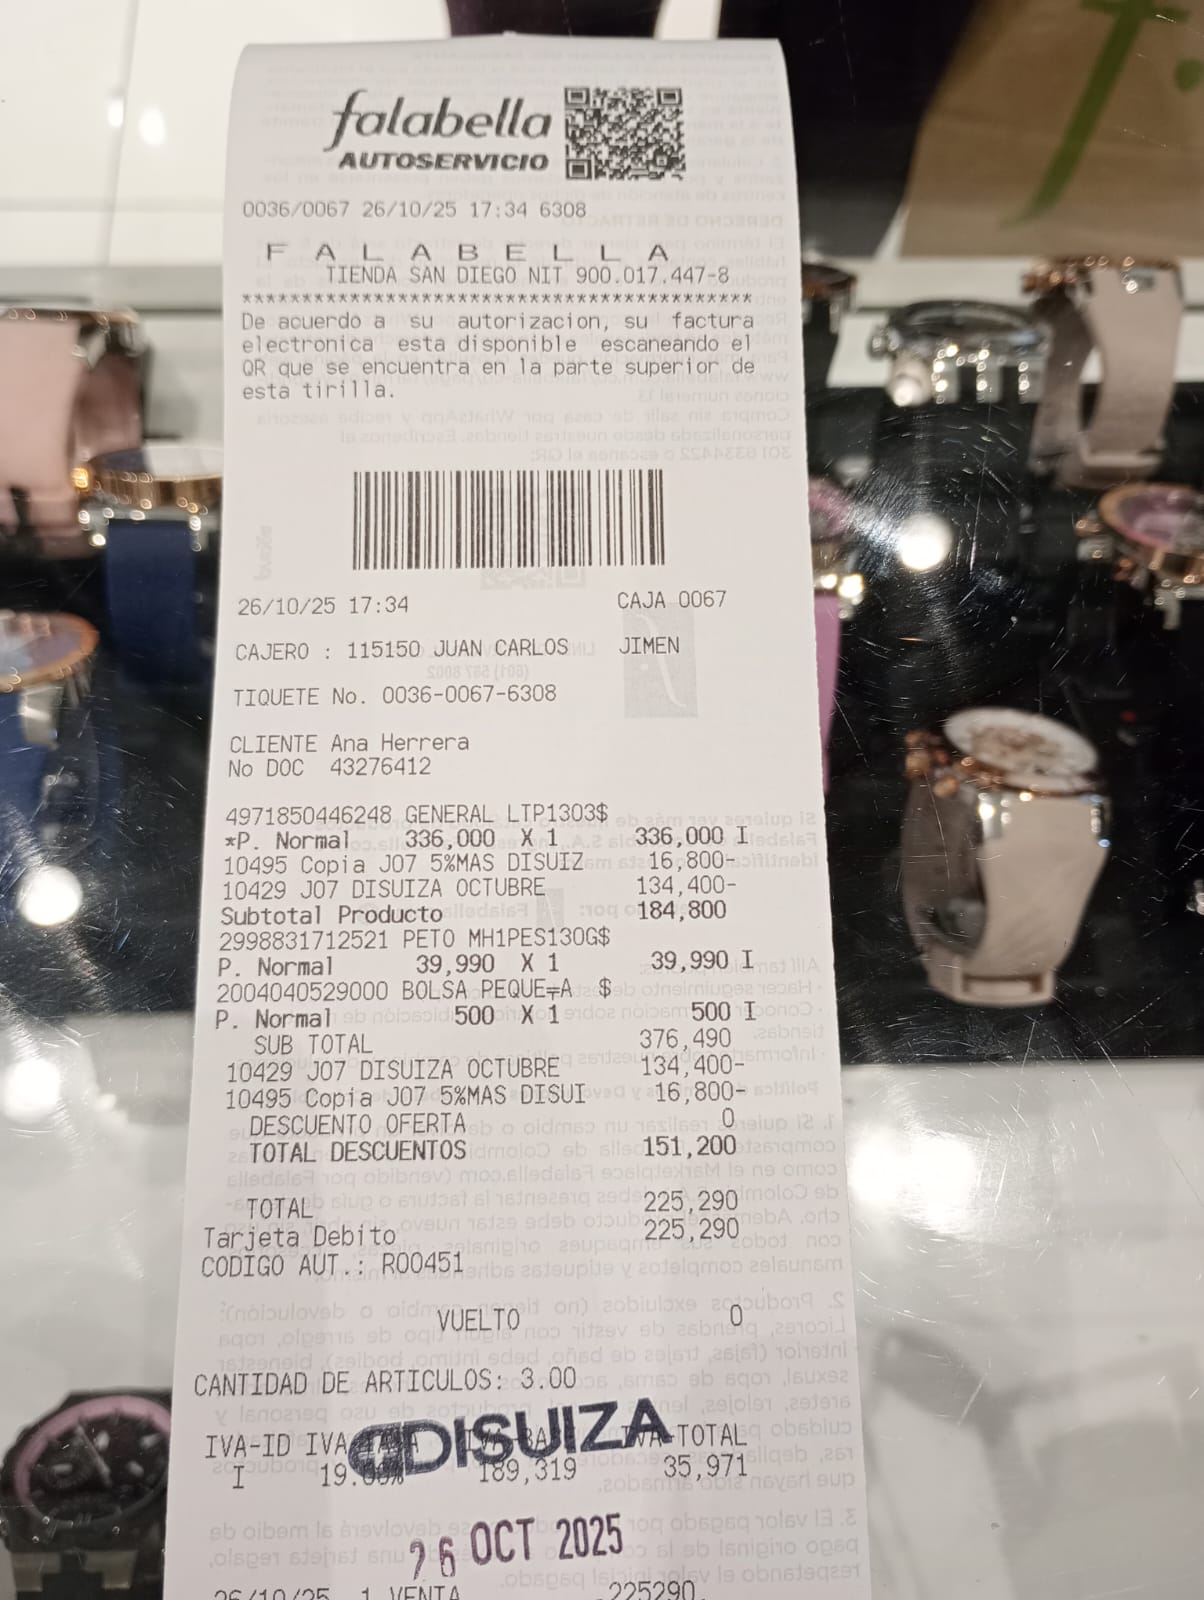 falabella
AUTOSERVICIO
0036/0067 26/10/25 17:34 6308
F A L A B E L L A
TIENDA SAN DIEGO NIT 900.017.447-8
******************************************
De acuerdo a su autorizacion, su factura
electronica esta disponible escaneando el
QR que se encuentra en la parte superior de
esta tirilla.
26/10/25 17:34 CAJA 0067
CAJERO : 115150 JUAN CARLOS JIMEN
TIQUETE No. 0036-0067-6308
CLIENTE Ana Herrera
No DOC 43276412
4971850446248 GENERAL LTP1303$
*P. Normal 336,000 X 1 336,000 I
10495 Copia J07 5%MAS DISUIZ 16,800-
10429 J07 DISUIZA OCTUBRE 134,400-
Subtotal Producto 184,800
2998831712521 PETO MH1PES130G$
P. Normal 39,990 X 1 39,990 I
2004040529000 BOLSA PEQUE╤A $
P. Normal 500 X 1 500 I
SUB TOTAL 376,490
10429 J07 DISUIZA OCTUBRE 134,400-
10495 Copia J07 5%MAS DISUI 16,800-
DESCUENTO OFERTA 0
TOTAL DESCUENTOS 151,200
TOTAL 225,290
Tarjeta Debito 225,290
CODIGO AUT.: R00451
VUELTO 0
CANTIDAD DE ARTICULOS: 3.00
DISUIZA
IVA-ID IVA IVA-TOTAL
I 19.00% 189,319 35,971
26 OCT 2025
26/10/25 1 VENTA 225290